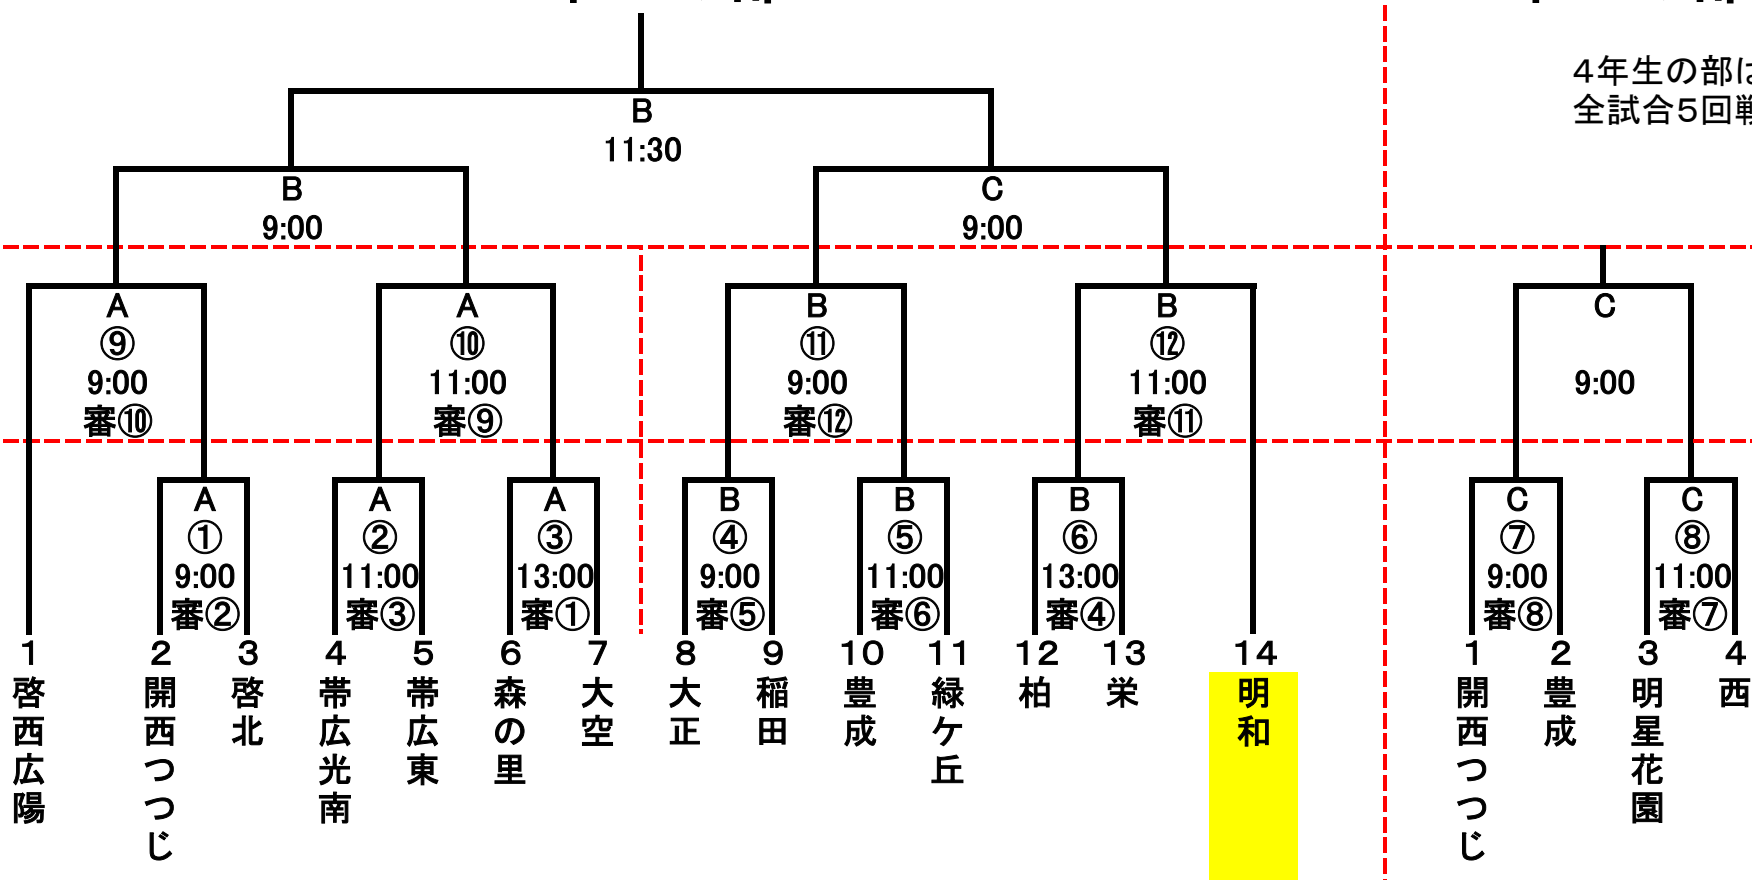 4年生の部は
全試合5回戦
B
11:30
B
9:00
C
9:00
A
⑨
9:00
審⑩
A
⑩
11:00
審⑨
B
⑪
9:00
審⑫
B
⑫
11:00
審⑪
C
9:00
A
①
9:00
審②
A
②
11:00
審③
A
③
13:00
審①
B
④
9:00
審⑤
B
⑤
11:00
審⑥
B
⑥
13:00
審④
C
⑦
9:00
審⑧
C
⑧
11:00
審⑦
1
啓西広陽
2
開西つつじ
3
啓北
4
帯広光南
5
帯広東
6
森の里
7
大空
8
大正
9
稲田
10
豊成
11
緑ケ丘
12
柏
13
栄
14
明和
1
開西つつじ
2
豊成
3
明星花園
4
西